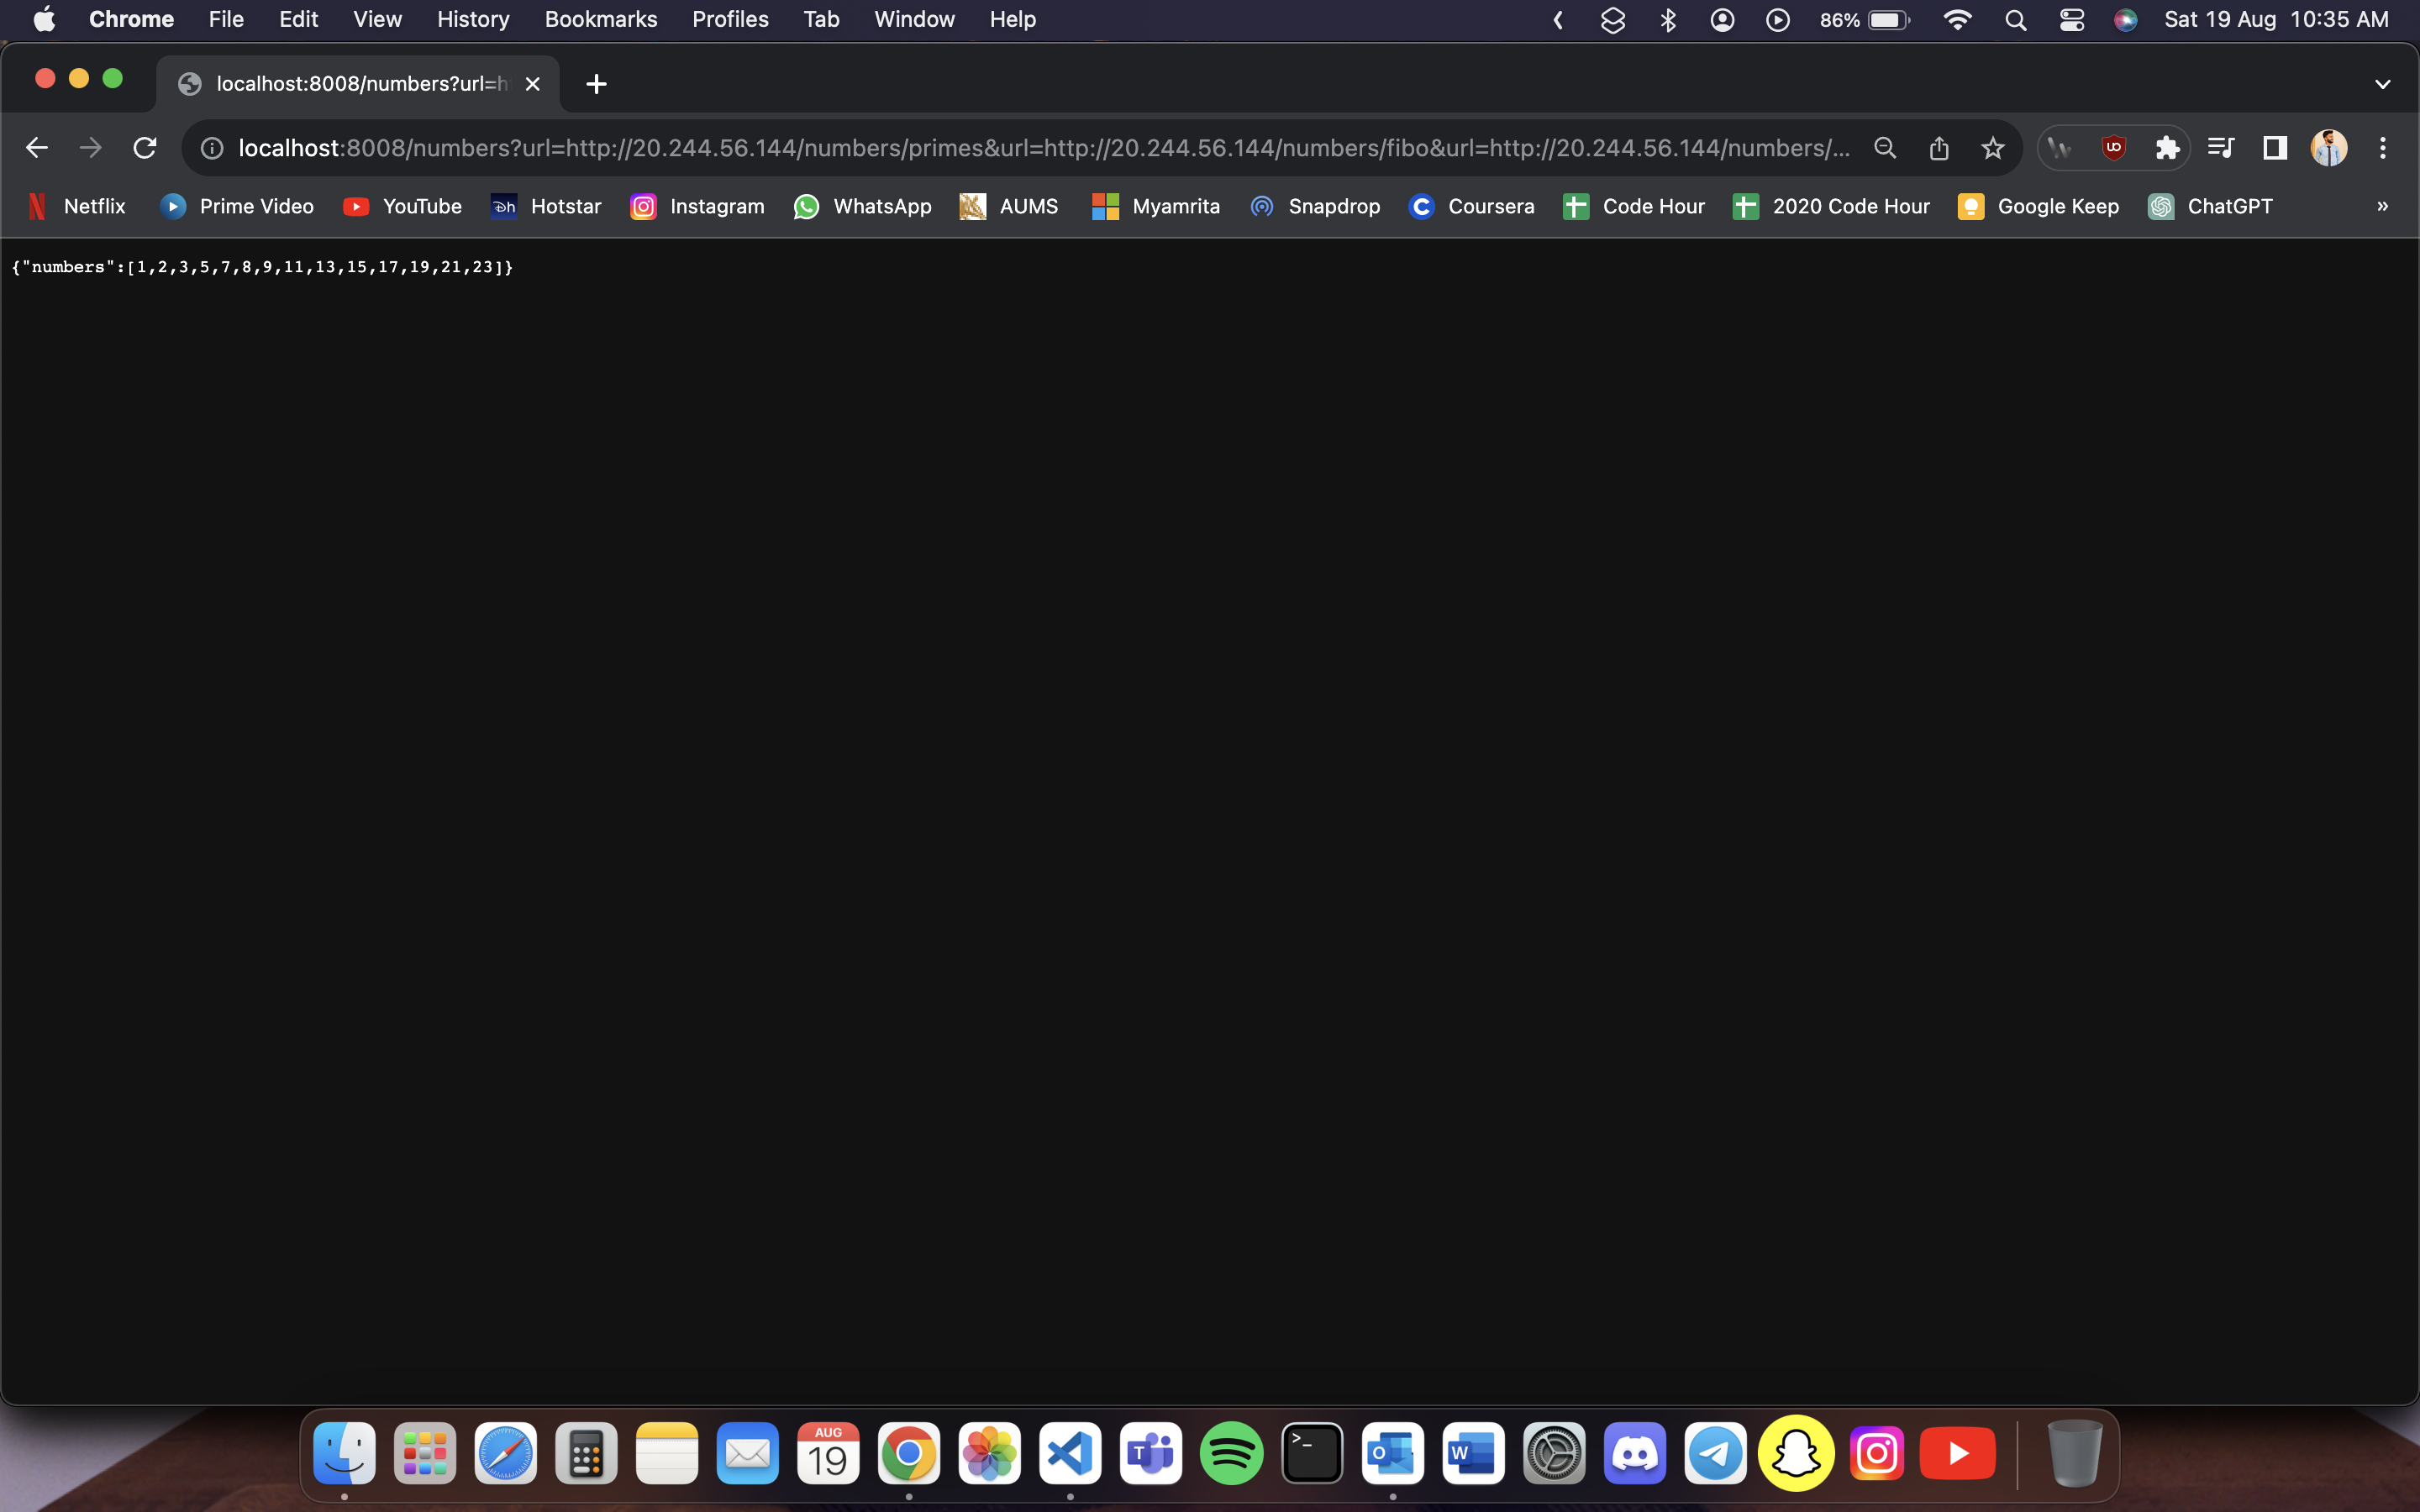 Chrome File Edit View History Bookmarks Profiles Tab Window Help 86% Sat 19 Aug 10:35 AM
localhost:8008/numbers?url=h
localhost:8008/numbers?url=http://20.244.56.144/numbers/primes&url=http://20.244.56.144/numbers/fibo&url=http://20.244.56.144/numbers/...
Netflix Prime Video YouTube Dh Hotstar Instagram WhatsApp AUMS Myamrita Snapdrop Coursera Code Hour 2020 Code Hour Google Keep ChatGPT »
{"numbers":[1,2,3,5,7,8,9,11,13,15,17,19,21,23]}
AUG
19